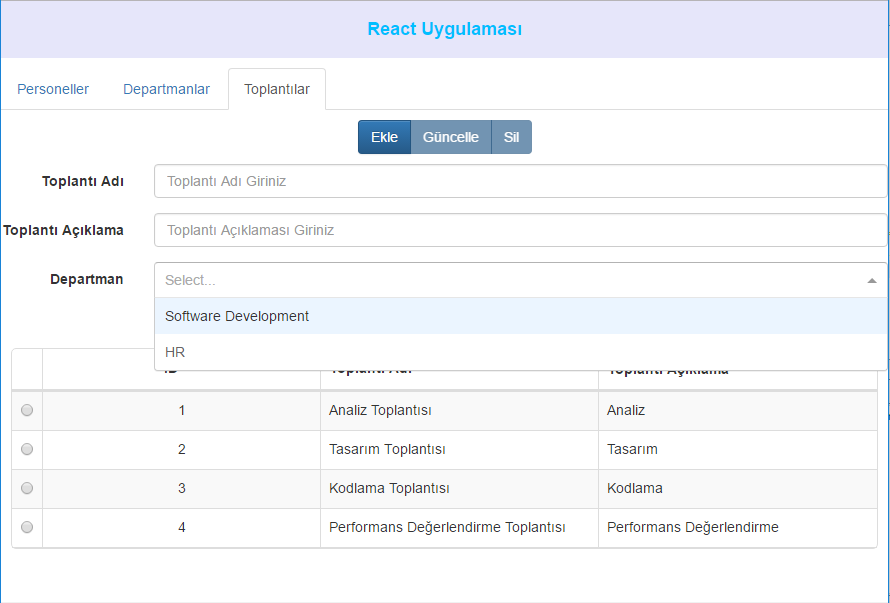 React Uygulaması
Personeller Departmanlar Toplantılar
Ekle Güncelle Sil
Toplantı Adı Toplantı Adı Giriniz
Toplantı Açıklama Toplantı Açıklaması Giriniz
Departman Select...
Software Development
HR
ID Toplantı Adı Toplantı Açıklama
1 Analiz Toplantısı Analiz
2 Tasarım Toplantısı Tasarım
3 Kodlama Toplantısı Kodlama
4 Performans Değerlendirme Toplantısı Performans Değerlendirme